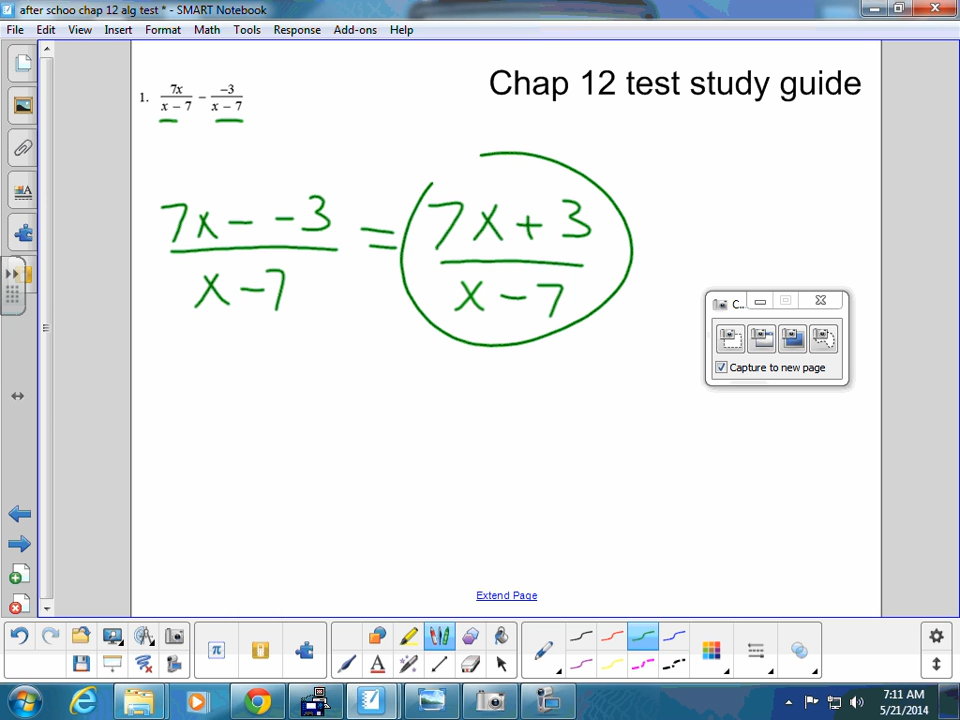 after schoo chap 12 alg test * - SMART Notebook
File Edit View Insert Format Math Tools Response Add-ons Help
Chap 12 test study guide
1. 7x/(x − 7) − −3/(x − 7)
7x − −3 = 7x + 3
x − 7 x − 7
C...
Capture to new page
Extend Page
7:11 AM
5/21/2014